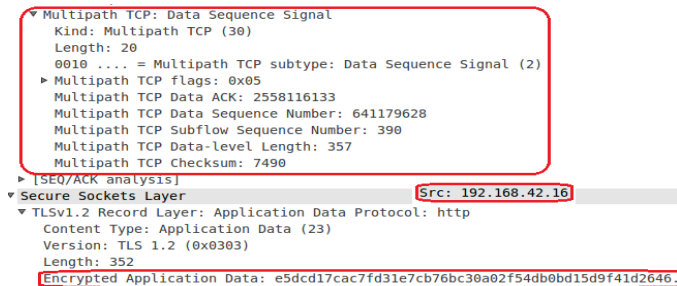 ▼ Multipath TCP: Data Sequence Signal
Kind: Multipath TCP (30)
Length: 20
0010 .... = Multipath TCP subtype: Data Sequence Signal (2)
▶ Multipath TCP flags: 0x05
Multipath TCP Data ACK: 2558116133
Multipath TCP Data Sequence Number: 641179628
Multipath TCP Subflow Sequence Number: 390
Multipath TCP Data-level Length: 357
Multipath TCP Checksum: 7490
▶ [SEQ/ACK analysis]
▼ Secure Sockets Layer Src: 192.168.42.16
▼ TLSv1.2 Record Layer: Application Data Protocol: http
Content Type: Application Data (23)
Version: TLS 1.2 (0x0303)
Length: 352
Encrypted Application Data: e5dcd17cac7fd31e7cb76bc30a02f54db0bd15d9f41d2646.